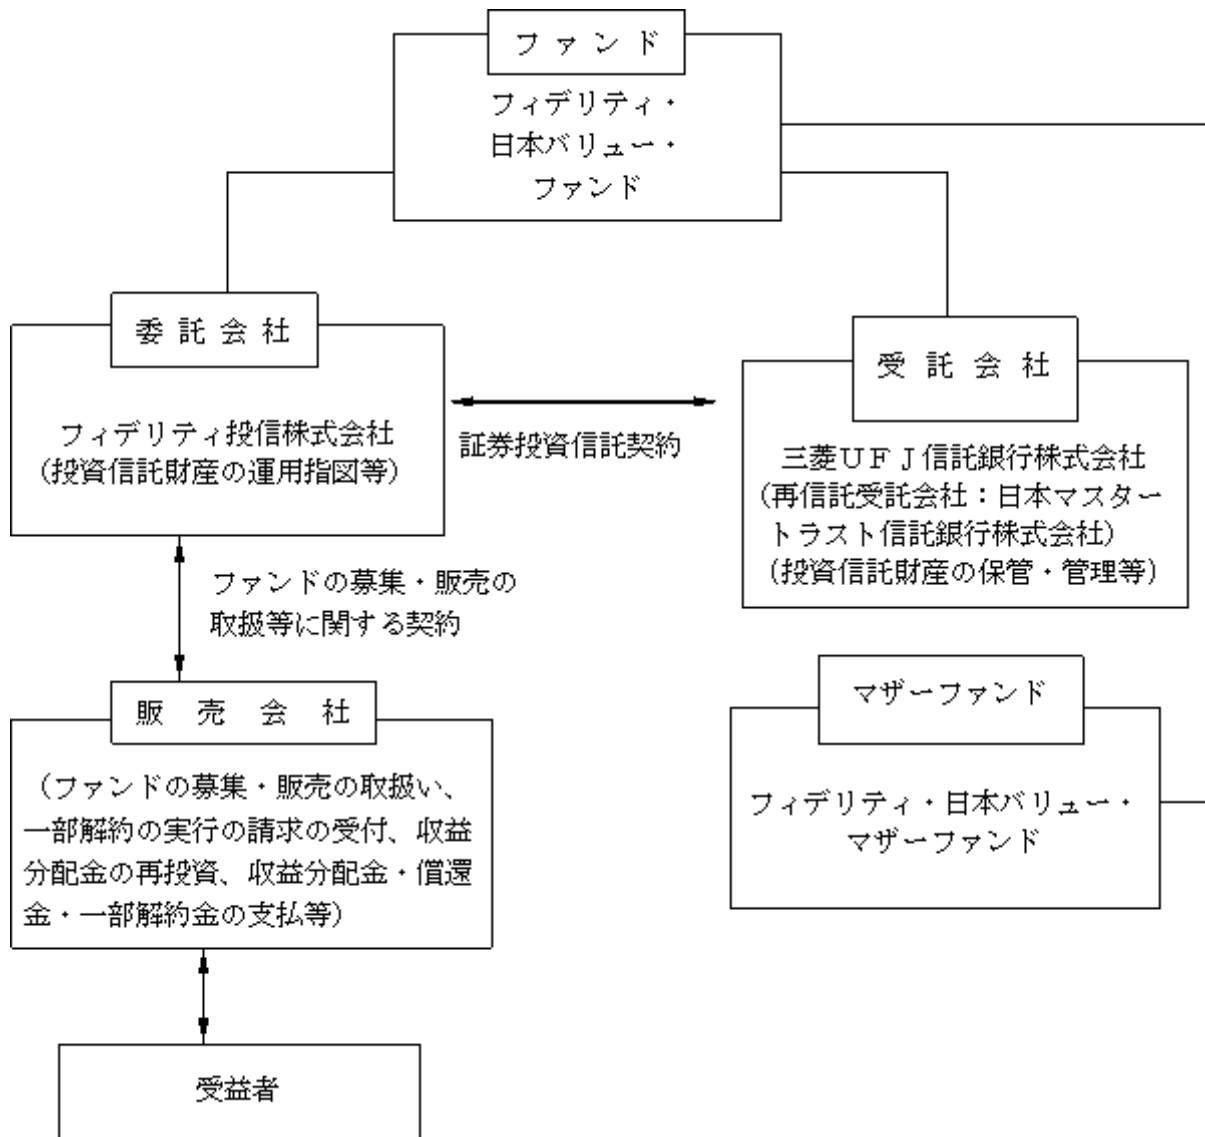 ファンド
フィデリティ・
日本バリュー・
ファンド
委託会社
フィデリティ投信株式会社
(投資信託財産の運用指図等)
証券投資信託契約
受託会社
三菱ＵＦＪ信託銀行株式会社
(再信託受託会社：日本マスター
トラスト信託銀行株式会社)
(投資信託財産の保管・管理等)
ファンドの募集・販売の
取扱等に関する契約
販売会社
(ファンドの募集・販売の取扱い、
一部解約の実行の請求の受付、収益
分配金の再投資、収益分配金・償還
金・一部解約金の支払等)
マザーファンド
フィデリティ・日本バリュー・
マザーファンド
受益者